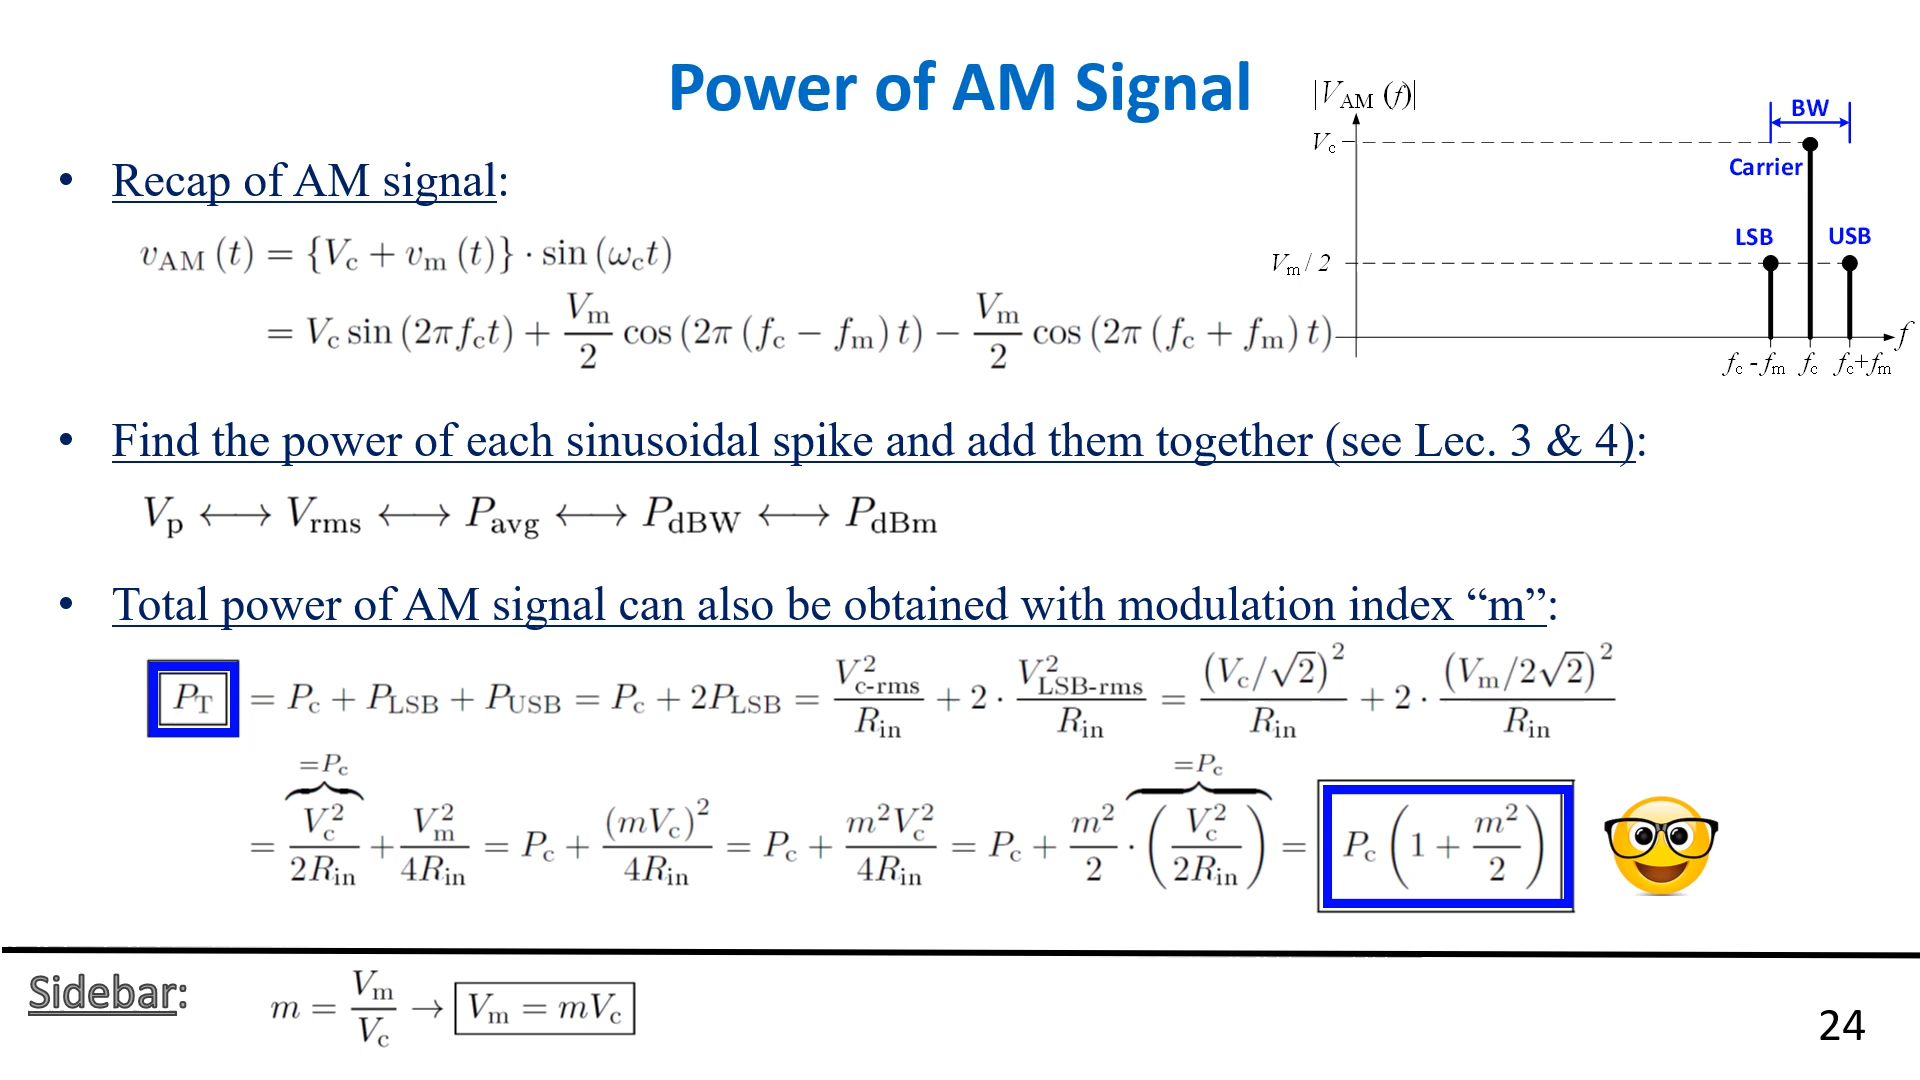 Power of AM Signal
|V_AM (f)|
V_c
V_m / 2
BW
Carrier
LSB
USB
f_c - f_m f_c f_c+f_m
f
• Recap of AM signal:
v_AM (t) = {V_c + v_m (t)} · sin (ω_c t)
= V_c sin (2πf_c t) + V_m/2 cos (2π (f_c − f_m) t) − V_m/2 cos (2π (f_c + f_m) t)
• Find the power of each sinusoidal spike and add them together (see Lec. 3 & 4):
V_p ⟷ V_rms ⟷ P_avg ⟷ P_dBW ⟷ P_dBm
• Total power of AM signal can also be obtained with modulation index “m”:
P_T = P_c + P_LSB + P_USB = P_c + 2P_LSB = V²_c-rms/R_in + 2 · V²_LSB-rms/R_in = (V_c/√2)²/R_in + 2 · (V_m/2√2)²/R_in
=P_c =P_c
= V_c²/2R_in + V_m²/4R_in = P_c + (mV_c)²/4R_in = P_c + m²V_c²/4R_in = P_c + m²/2 · (V_c²/2R_in) = P_c (1 + m²/2)
Sidebar: m = V_m/V_c → V_m = mV_c
24